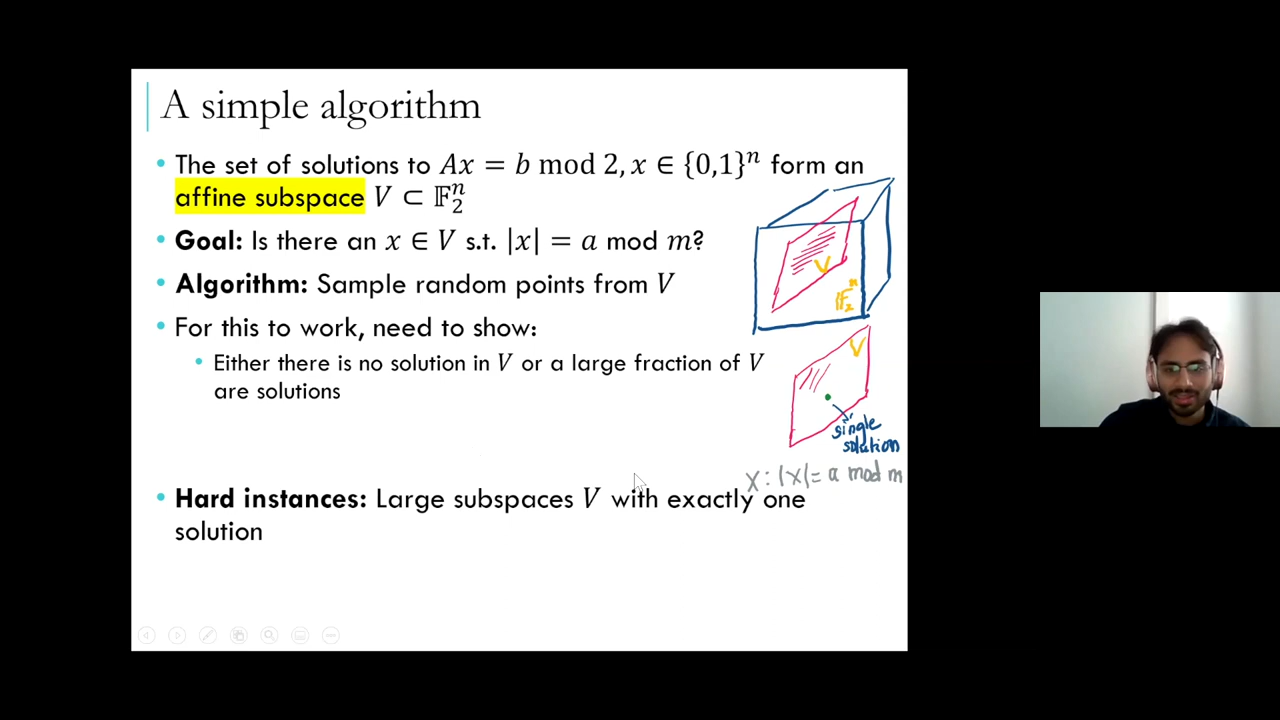 A simple algorithm
• The set of solutions to 𝐴𝑥 = 𝑏 mod 2, 𝑥 ∈ {0,1}ⁿ form an
affine subspace 𝑉 ⊂ 𝔽₂ⁿ
• Goal: Is there an 𝑥 ∈ 𝑉 s.t. |𝑥| = 𝑎 mod 𝑚?
• Algorithm: Sample random points from 𝑉
V
𝔽₂ⁿ
• For this to work, need to show:
• Either there is no solution in 𝑉 or a large fraction of 𝑉
are solutions
V
single
solution
x : |x| = a mod m
• Hard instances: Large subspaces 𝑉 with exactly one
solution